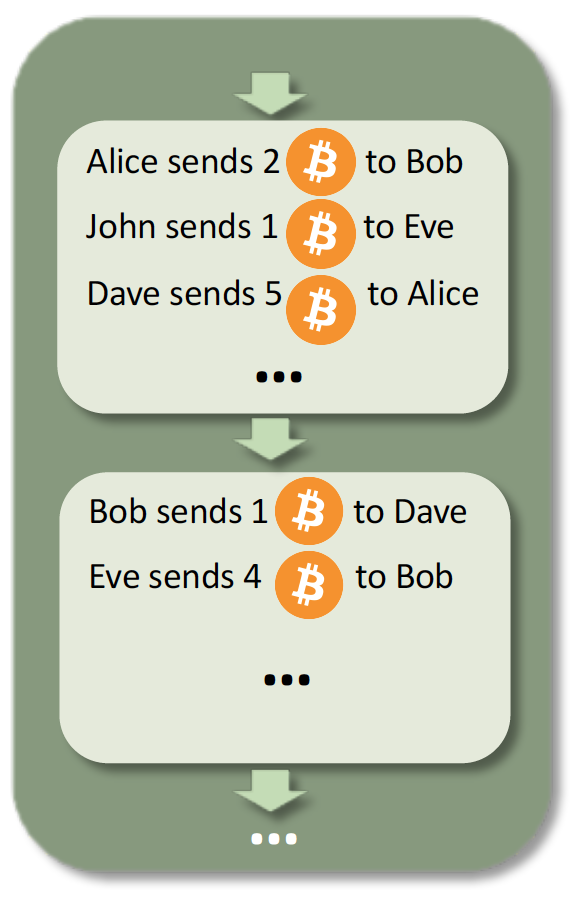 Alice sends 2 ₿ to Bob
John sends 1 ₿ to Eve
Dave sends 5 ₿ to Alice
...
Bob sends 1 ₿ to Dave
Eve sends 4 ₿ to Bob
...
...